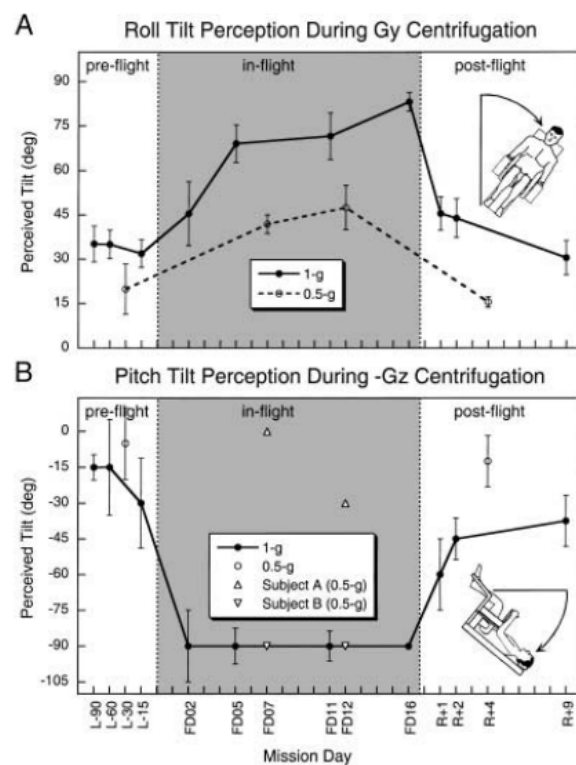 A
Roll Tilt Perception During Gy Centrifugation
pre-flight in-flight post-flight
90
75
60
45
30
15
0
Perceived Tilt (deg)
1-g
0.5-g
B
Pitch Tilt Perception During -Gz Centrifugation
pre-flight in-flight post-flight
0
-15
-30
-45
-60
-75
-90
-105
Perceived Tilt (deg)
1-g
0.5-g
Subject A (0.5-g)
Subject B (0.5-g)
L-90 L-60 L-30 L-15 FD02 FD05 FD07 FD11 FD12 FD16 R+1 R+2 R+4 R+9
Mission Day